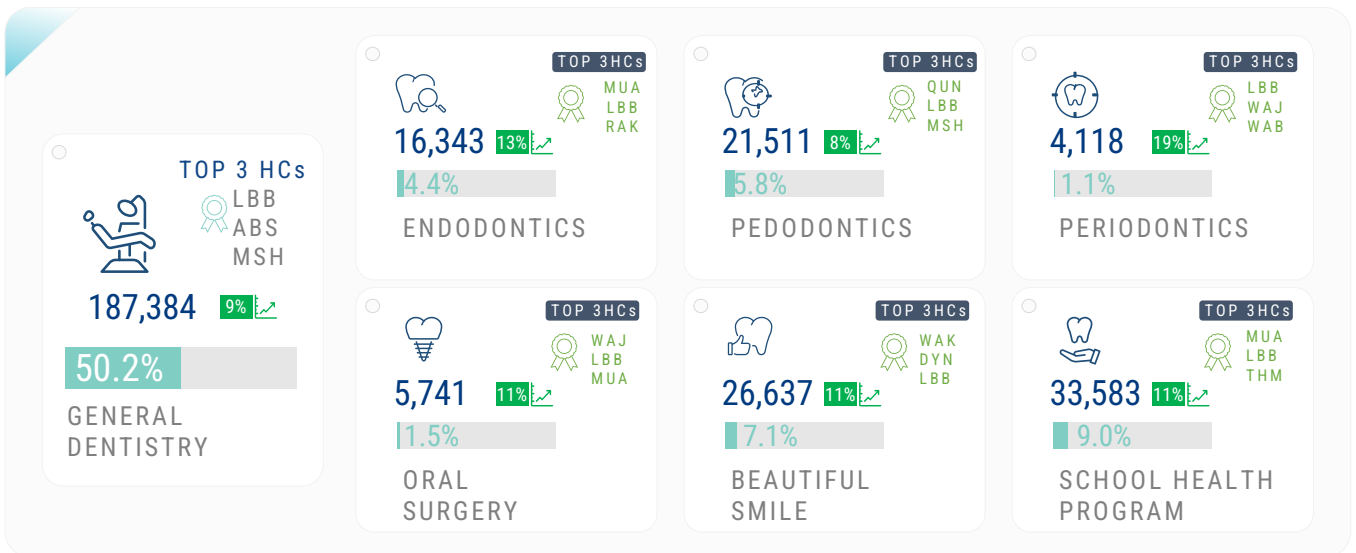 TOP 3 HCs
LBB
ABS
MSH
187,384 9%
50.2%
GENERAL
DENTISTRY
TOP 3HCs
MUA
LBB
RAK
16,343 13%
4.4%
ENDODONTICS
TOP 3HCs
QUN
LBB
MSH
21,511 8%
5.8%
PEDODONTICS
TOP 3HCs
LBB
WAJ
WAB
4,118 19%
1.1%
PERIODONTICS
TOP 3HCs
WAJ
LBB
MUA
5,741 11%
1.5%
ORAL
SURGERY
TOP 3HCs
WAK
DYN
LBB
26,637 11%
7.1%
BEAUTIFUL
SMILE
TOP 3HCs
MUA
LBB
THM
33,583 11%
9.0%
SCHOOL HEALTH
PROGRAM